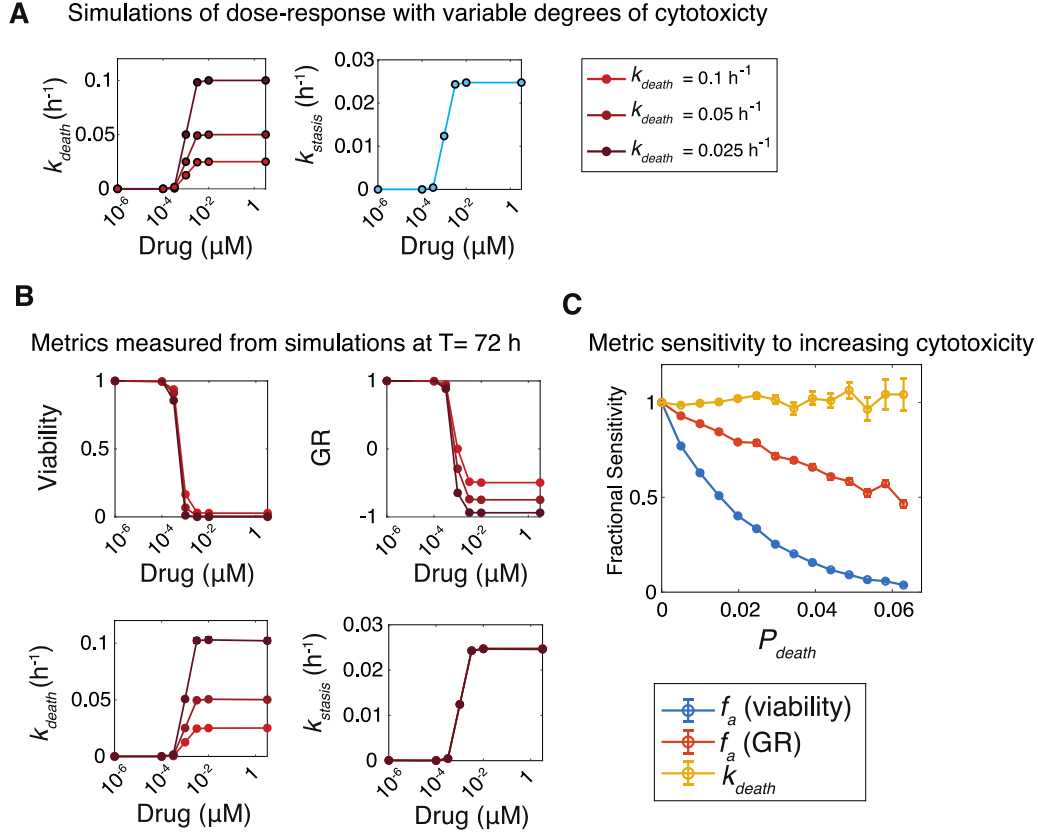 A Simulations of dose-response with variable degrees of cytotoxicty
k_death (h⁻¹)
0.1
0.05
0
10⁻⁶ 10⁻⁴ 10⁻² 1
Drug (µM)
k_stasis (h⁻¹)
0.03
0.02
0.01
0
10⁻⁶ 10⁻⁴ 10⁻² 1
Drug (µM)
k_death = 0.1 h⁻¹
k_death = 0.05 h⁻¹
k_death = 0.025 h⁻¹
B
Metrics measured from simulations at T= 72 h
Viability
1
0.5
0
10⁻⁶ 10⁻⁴ 10⁻² 1
Drug (µM)
GR
1
0
-1
10⁻⁶ 10⁻⁴ 10⁻² 1
Drug (µM)
k_death (h⁻¹)
0.1
0.05
0
10⁻⁶ 10⁻⁴ 10⁻² 1
Drug (µM)
k_stasis (h⁻¹)
0.03
0.02
0.01
0
10⁻⁶ 10⁻⁴ 10⁻² 1
Drug (µM)
C
Metric sensitivity to increasing cytotoxicity
Fractional Sensitivity
1
0.5
0
0 0.02 0.04 0.06
P_death
f_a (viability)
f_a (GR)
k_death